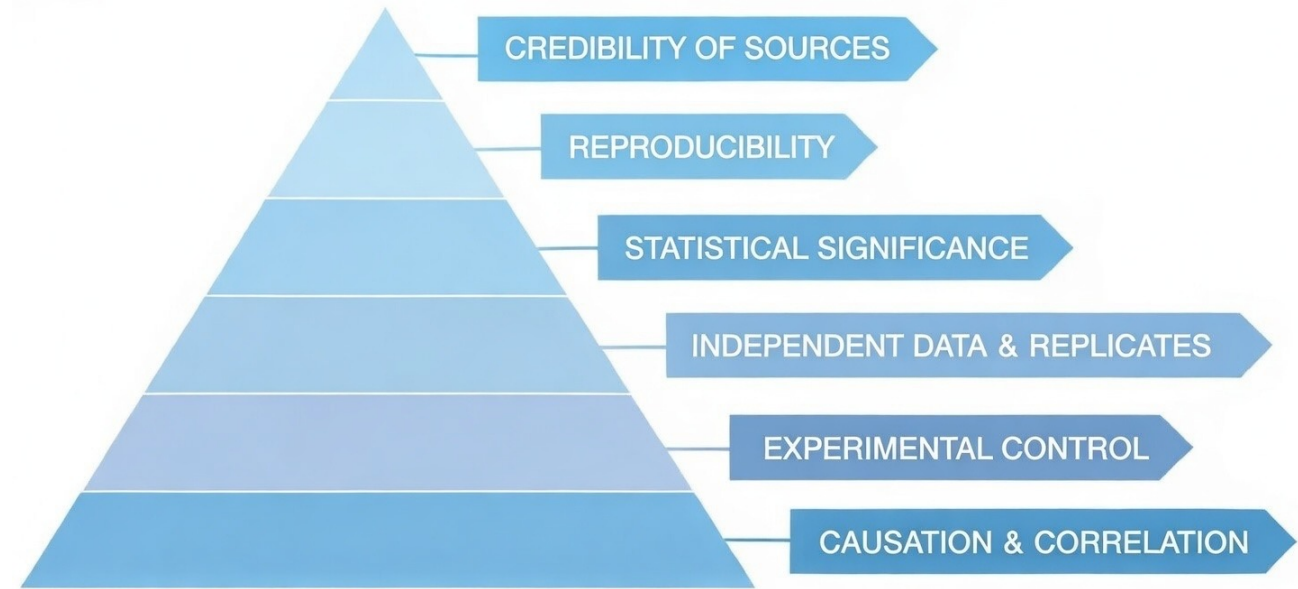 CREDIBILITY OF SOURCES
REPRODUCIBILITY
STATISTICAL SIGNIFICANCE
INDEPENDENT DATA & REPLICATES
EXPERIMENTAL CONTROL
CAUSATION & CORRELATION